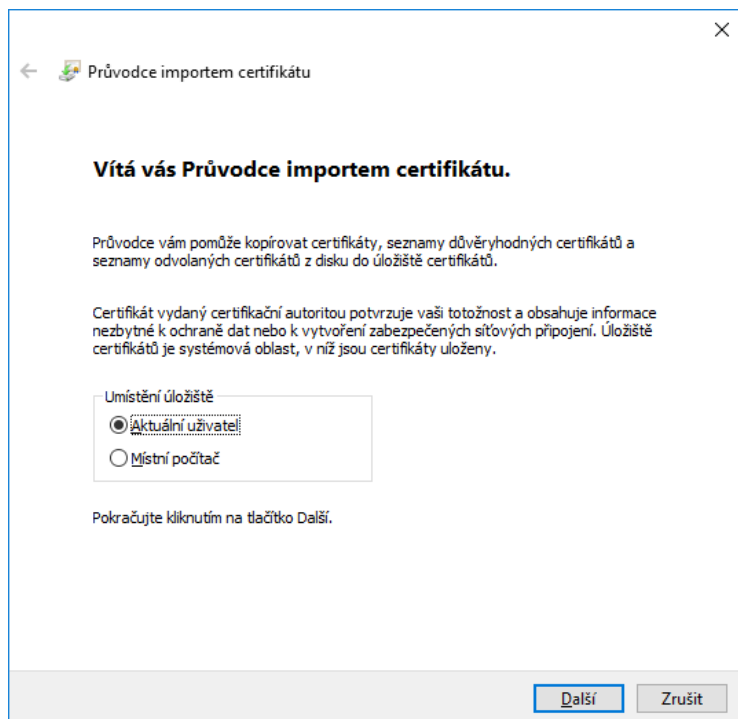 Průvodce importem certifikátu
Vítá vás Průvodce importem certifikátu.
Průvodce vám pomůže kopírovat certifikáty, seznamy důvěryhodných certifikátů a
seznamy odvolaných certifikátů z disku do úložiště certifikátů.
Certifikát vydaný certifikační autoritou potvrzuje vaši totožnost a obsahuje informace
nezbytné k ochraně dat nebo k vytvoření zabezpečených síťových připojení. Úložiště
certifikátů je systémová oblast, v níž jsou certifikáty uloženy.
Umístění úložiště
Aktuální uživatel
Místní počítač
Pokračujte kliknutím na tlačítko Další.
Další Zrušit